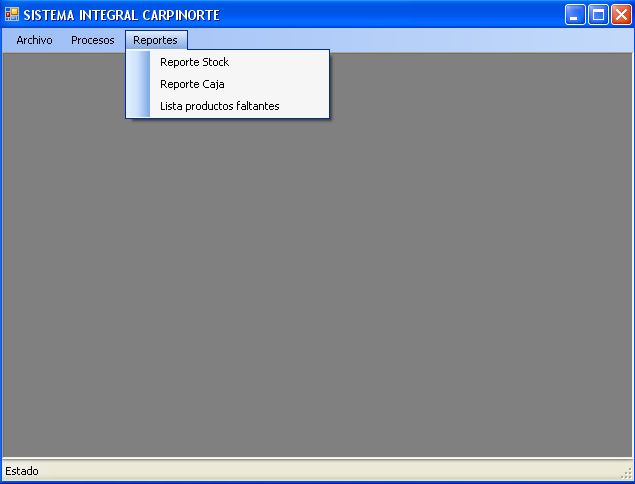 SISTEMA INTEGRAL CARPINORTE
Archivo Procesos Reportes
Reporte Stock
Reporte Caja
Lista productos faltantes
Estado